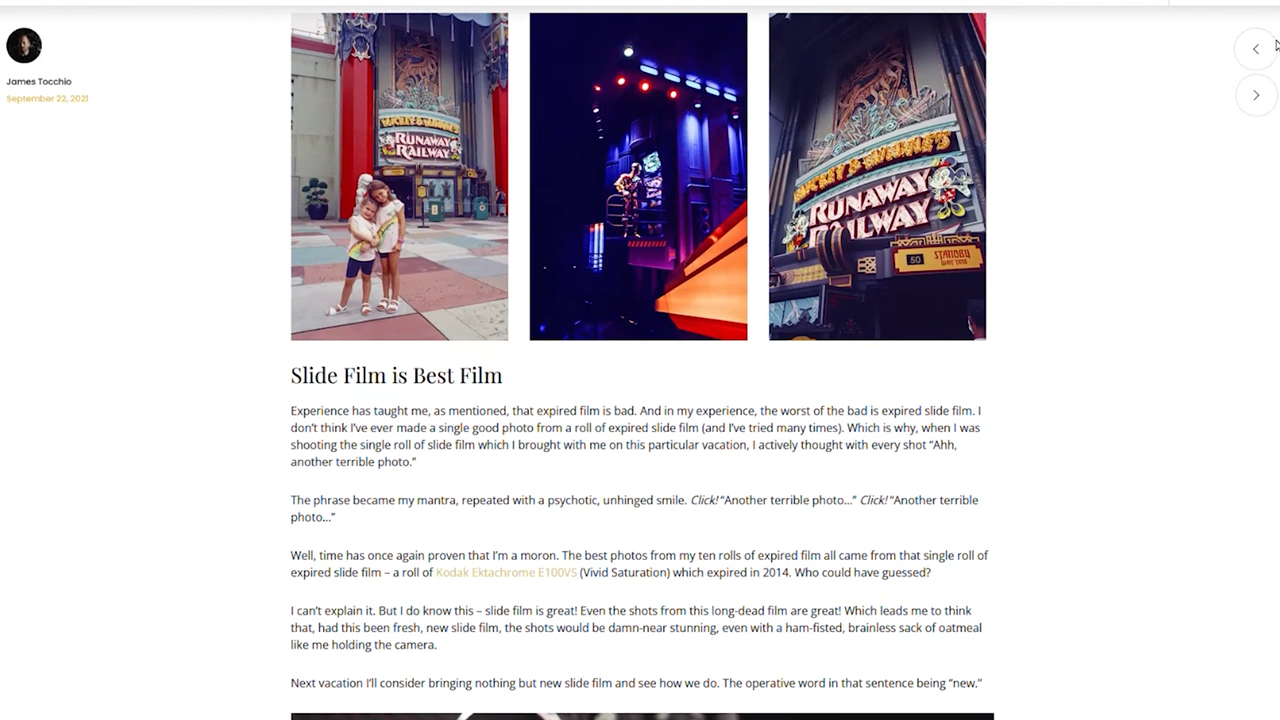 James Tocchio
September 22, 2021
MICKEY & MINNIE'S
RUNAWAY
RAILWAY
MICKEY & MINNIE'S
RUNAWAY
RAILWAY
50
STANDBY
WAIT TIME
Slide Film is Best Film
Experience has taught me, as mentioned, that expired film is bad. And in my experience, the worst of the bad is expired slide film. I
don’t think I’ve ever made a single good photo from a roll of expired slide film (and I’ve tried many times). Which is why, when I was
shooting the single roll of slide film which I brought with me on this particular vacation, I actively thought with every shot “Ahh,
another terrible photo.”
The phrase became my mantra, repeated with a psychotic, unhinged smile. Click! “Another terrible photo…” Click! “Another terrible
photo…”
Well, time has once again proven that I’m a moron. The best photos from my ten rolls of expired film all came from that single roll of
expired slide film – a roll of Kodak Ektachrome E100VS (Vivid Saturation) which expired in 2014. Who could have guessed?
I can’t explain it. But I do know this – slide film is great! Even the shots from this long-dead film are great! Which leads me to think
that, had this been fresh, new slide film, the shots would be damn-near stunning, even with a ham-fisted, brainless sack of oatmeal
like me holding the camera.
Next vacation I’ll consider bringing nothing but new slide film and see how we do. The operative word in that sentence being “new.”